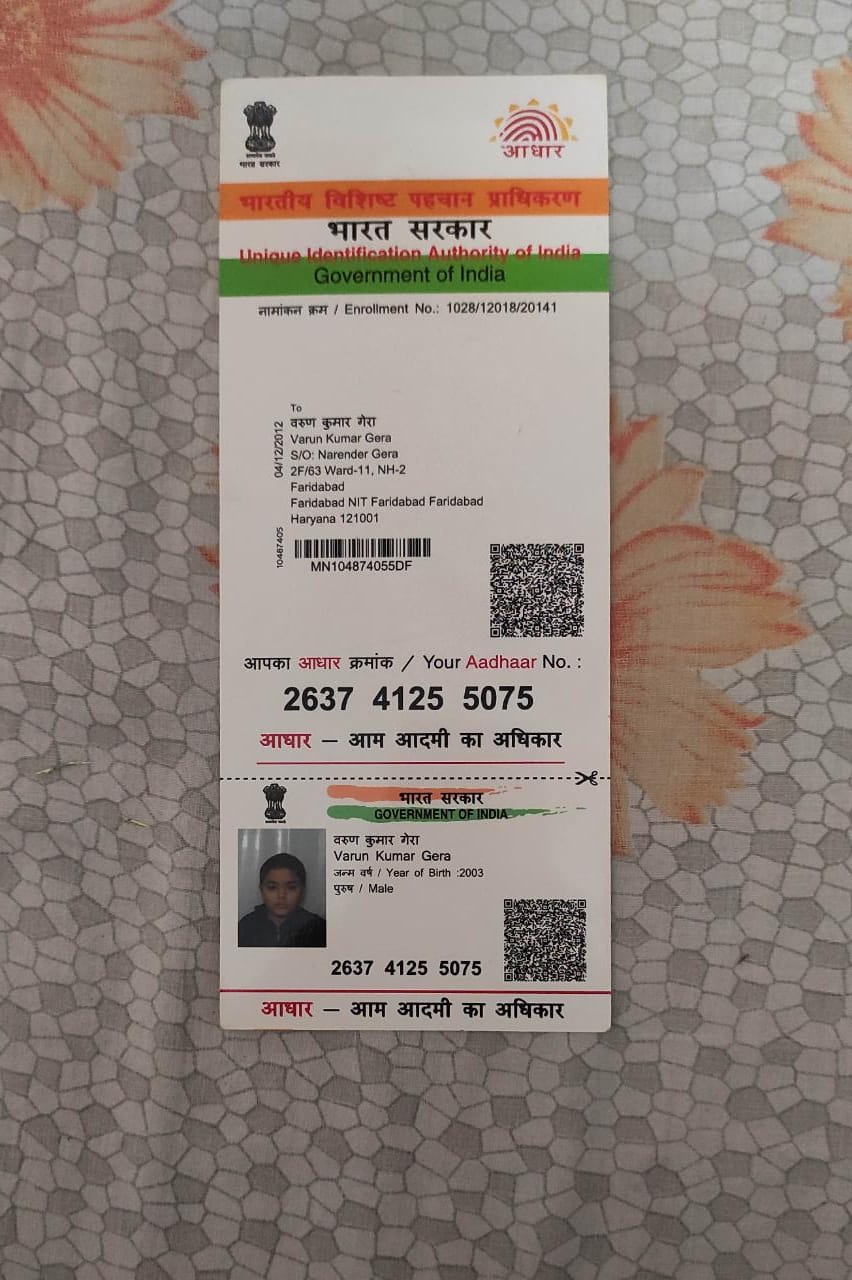 सत्यमेव जयते
भारत सरकार
आधार
भारतीय विशिष्ट पहचान प्राधिकरण
भारत सरकार
Unique Identification Authority of India
Government of India
नामांकन क्रम / Enrollment No.: 1028/12018/20141
To
वरुण कुमार गेरा
Varun Kumar Gera
S/O: Narender Gera
2F/63 Ward-11, NH-2
Faridabad
Faridabad NIT Faridabad Faridabad
Haryana 121001
04/12/2012
10487405
MN104874055DF
आपका आधार क्रमांक / Your Aadhaar No. :
2637 4125 5075
आधार – आम आदमी का अधिकार
भारत सरकार
GOVERNMENT OF INDIA
वरुण कुमार गेरा
Varun Kumar Gera
जन्म वर्ष / Year of Birth :2003
पुरुष / Male
2637 4125 5075
आधार – आम आदमी का अधिकार